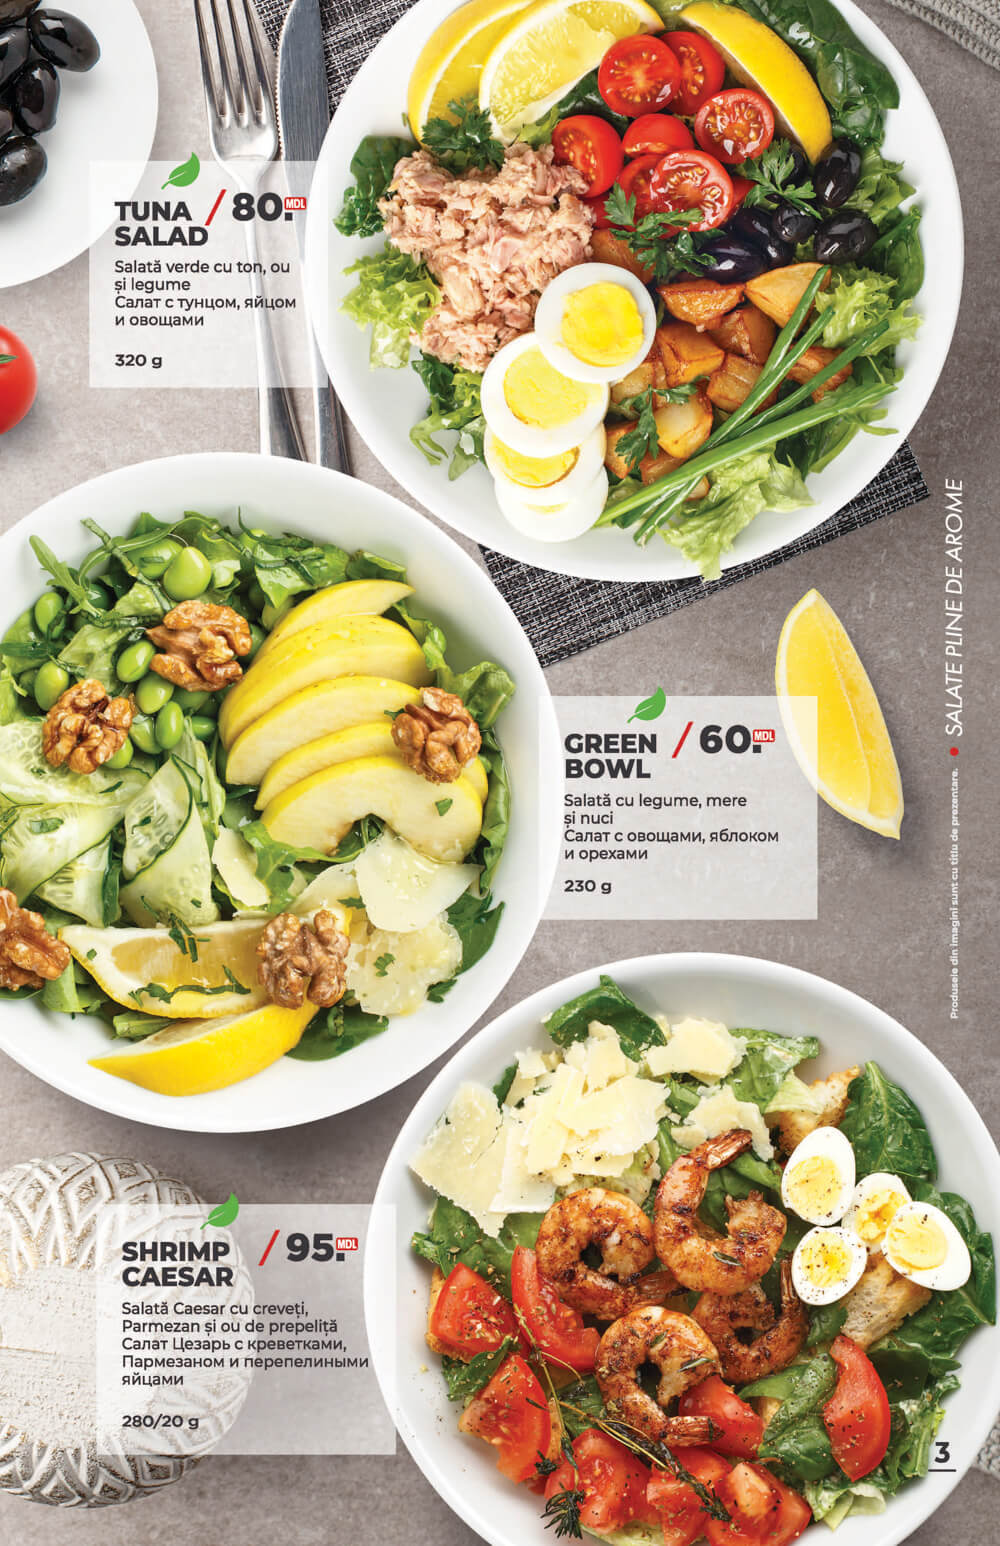 TUNA / 80. MDL
SALAD
Salată verde cu ton, ou
și legume
Салат с тунцом, яйцом
и овощами
320 g
SALATE PLINE DE AROME
Produsele din imagini sunt cu titlu de prezentare.
GREEN / 60. MDL
BOWL
Salată cu legume, mere
și nuci
Салат с овощами, яблоком
и орехами
230 g
SHRIMP / 95. MDL
CAESAR
Salată Caesar cu creveți,
Parmezan și ou de prepeliță
Салат Цезарь с креветками,
Пармезаном и перепелиными
яйцами
280/20 g
3